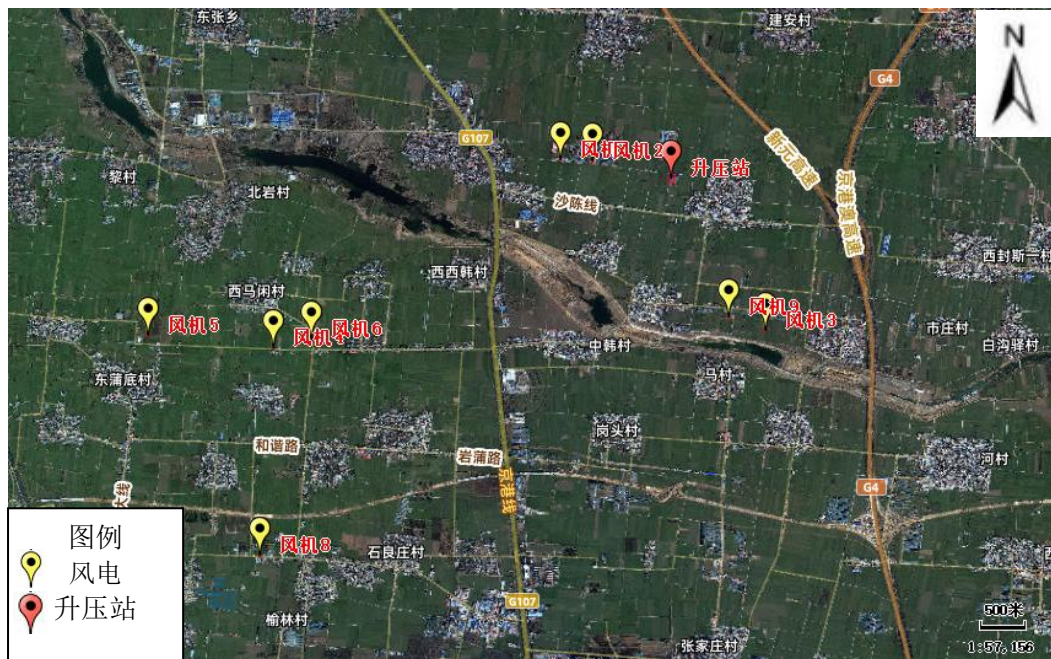 东张乡
建安村
N
G4
G107
风机
风机2
升压站
新元高速
京港澳高速
黎村
北岩村
沙陈线
西西韩村
西封斯一村
西马闲村
风机5
风机4
风机6
风机9
风机3
市庄村
中韩村
白沟驿村
东蒲底村
马村
岗头村
和谐路
岩蒲路
河村
京港线
大线
G4
风机8
石良庄村
G107
榆林村
张家庄村
西
图例
风电
升压站
500米
1:57,156